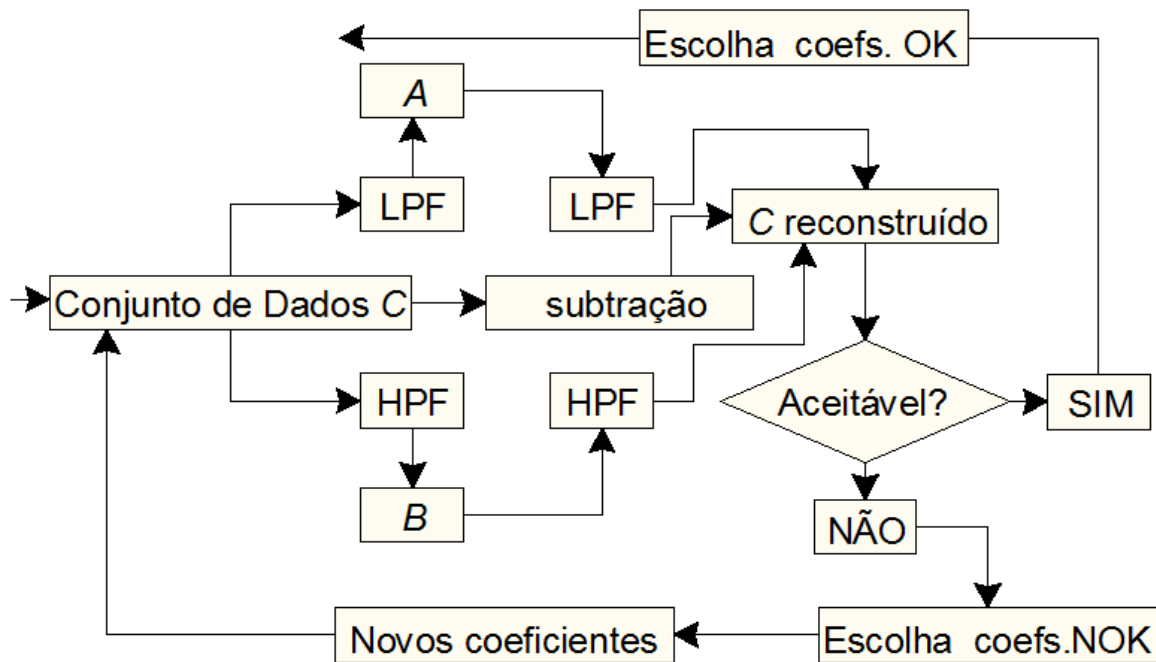 Escolha coefs. OK
A
LPF
LPF
C reconstruído
Conjunto de Dados C
subtração
HPF
HPF
Aceitável?
SIM
B
NÃO
Novos coeficientes
Escolha coefs.NOK